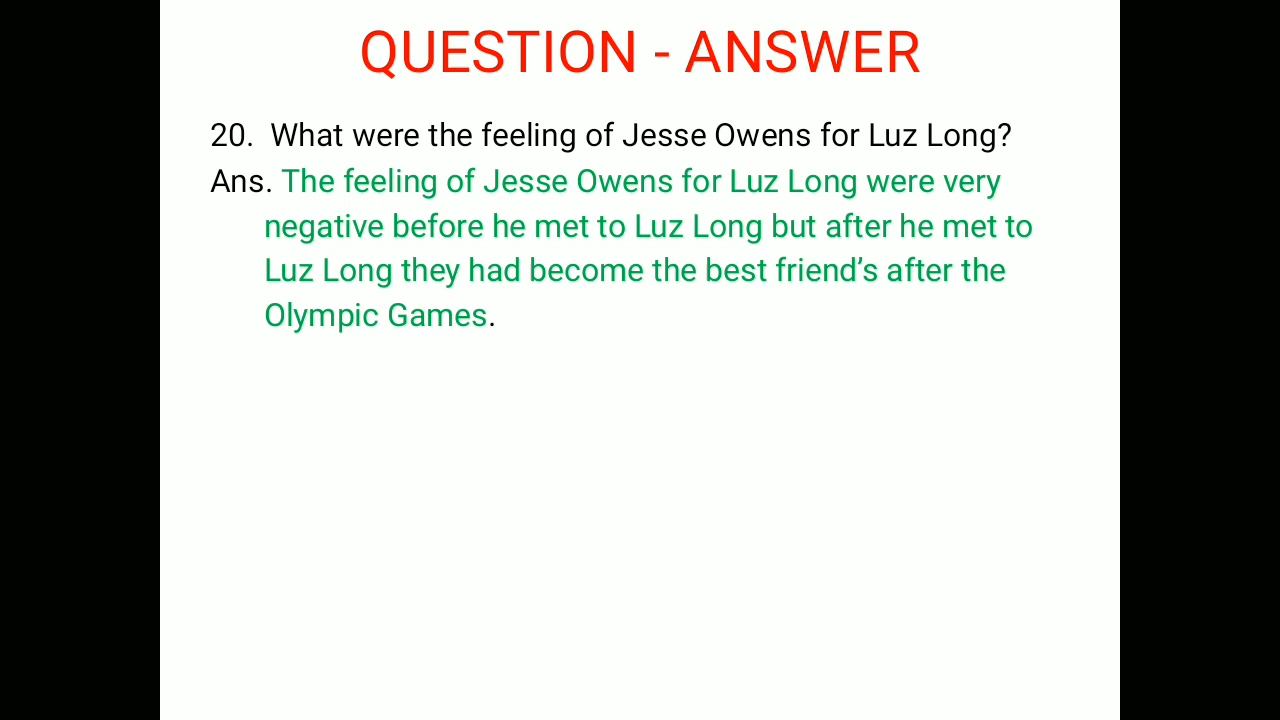 QUESTION - ANSWER
20. What were the feeling of Jesse Owens for Luz Long?
Ans. The feeling of Jesse Owens for Luz Long were very
negative before he met to Luz Long but after he met to
Luz Long they had become the best friend’s after the
Olympic Games.